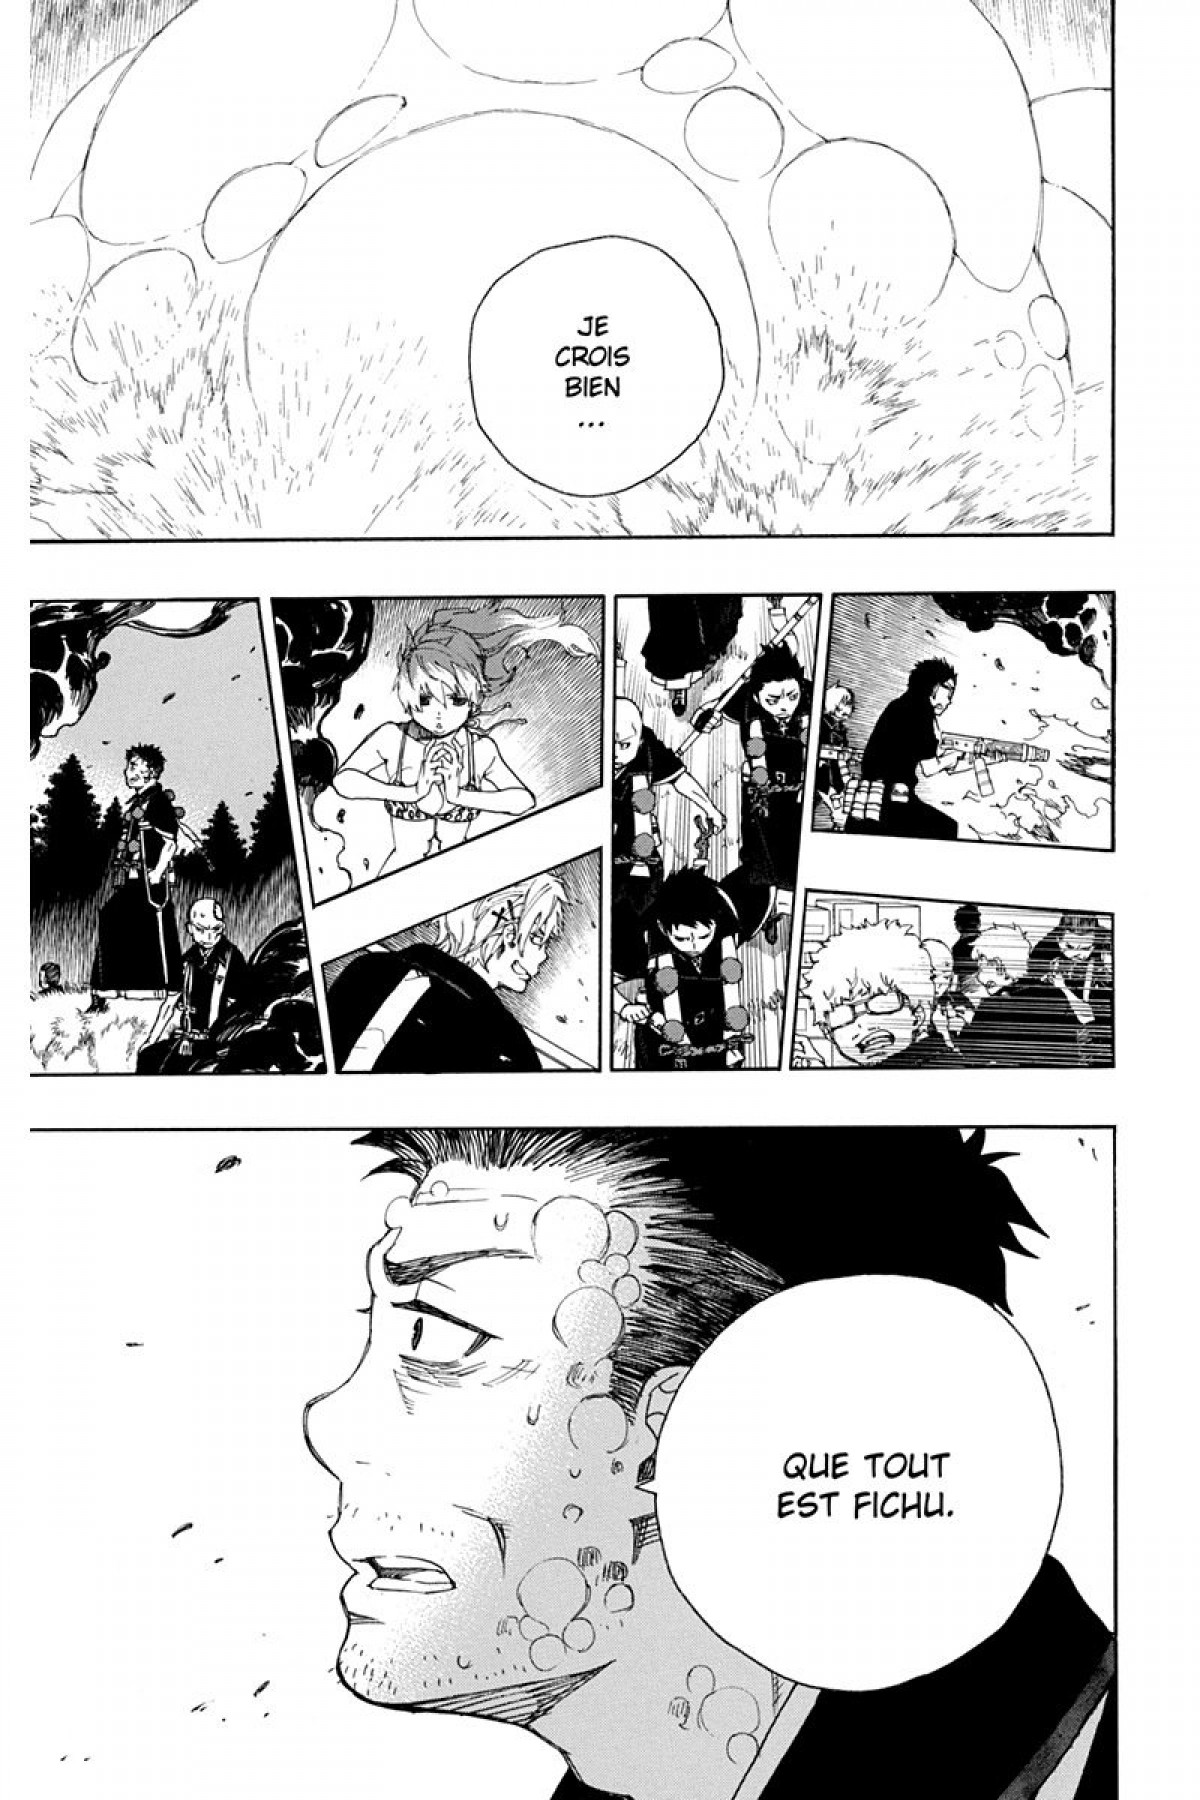 JE
CROIS
BIEN
...
QUE TOUT
EST FICHU.